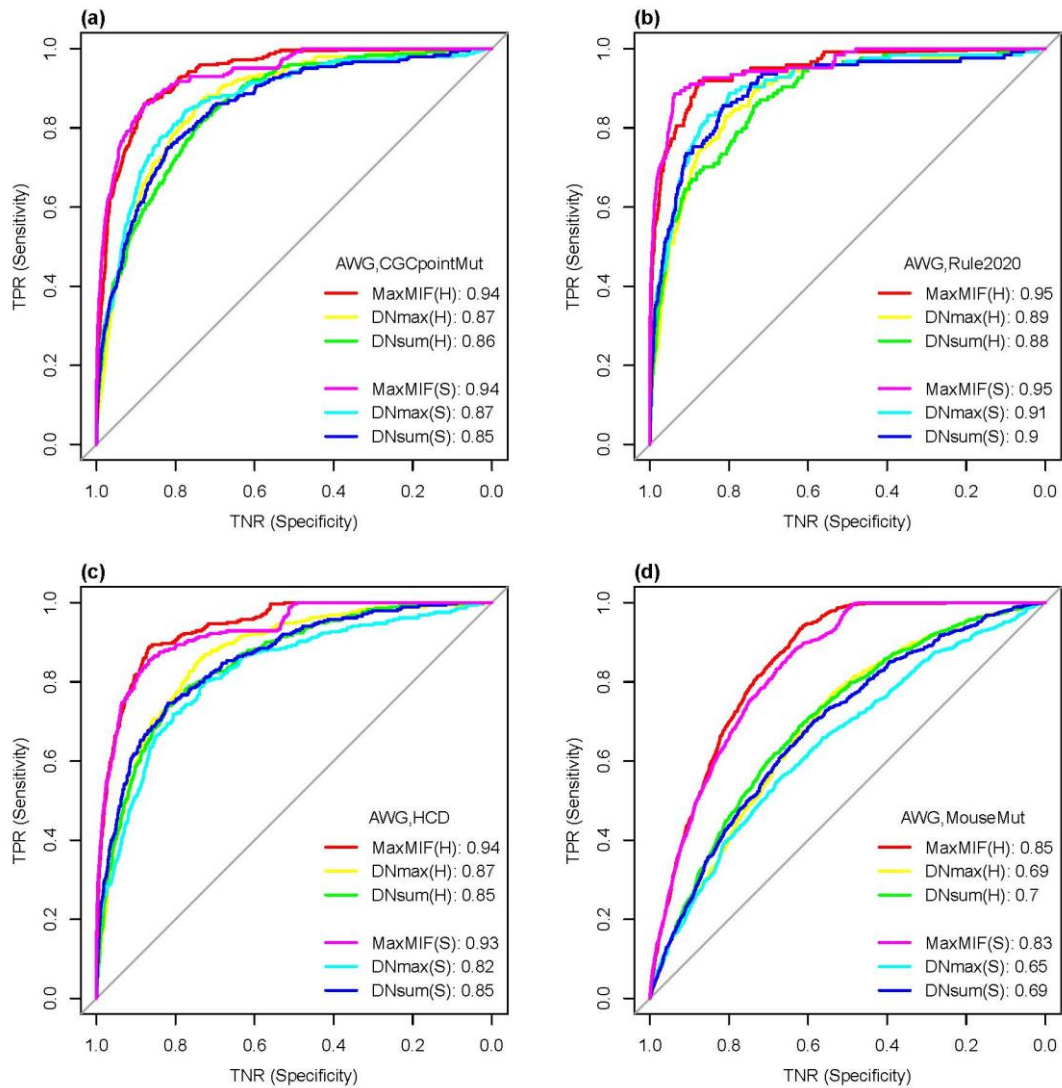 (a)
TPR (Sensitivity)
1.0
0.8
0.6
0.4
0.2
0.0
AWG,CGCpointMut
MaxMIF(H): 0.94
DNmax(H): 0.87
DNsum(H): 0.86
MaxMIF(S): 0.94
DNmax(S): 0.87
DNsum(S): 0.85
1.0 0.8 0.6 0.4 0.2 0.0
TNR (Specificity)
(b)
TPR (Sensitivity)
1.0
0.8
0.6
0.4
0.2
0.0
AWG,Rule2020
MaxMIF(H): 0.95
DNmax(H): 0.89
DNsum(H): 0.88
MaxMIF(S): 0.95
DNmax(S): 0.91
DNsum(S): 0.9
1.0 0.8 0.6 0.4 0.2 0.0
TNR (Specificity)
(c)
TPR (Sensitivity)
1.0
0.8
0.6
0.4
0.2
0.0
AWG,HCD
MaxMIF(H): 0.94
DNmax(H): 0.87
DNsum(H): 0.85
MaxMIF(S): 0.93
DNmax(S): 0.82
DNsum(S): 0.85
1.0 0.8 0.6 0.4 0.2 0.0
TNR (Specificity)
(d)
TPR (Sensitivity)
1.0
0.8
0.6
0.4
0.2
0.0
AWG,MouseMut
MaxMIF(H): 0.85
DNmax(H): 0.69
DNsum(H): 0.7
MaxMIF(S): 0.83
DNmax(S): 0.65
DNsum(S): 0.69
1.0 0.8 0.6 0.4 0.2 0.0
TNR (Specificity)